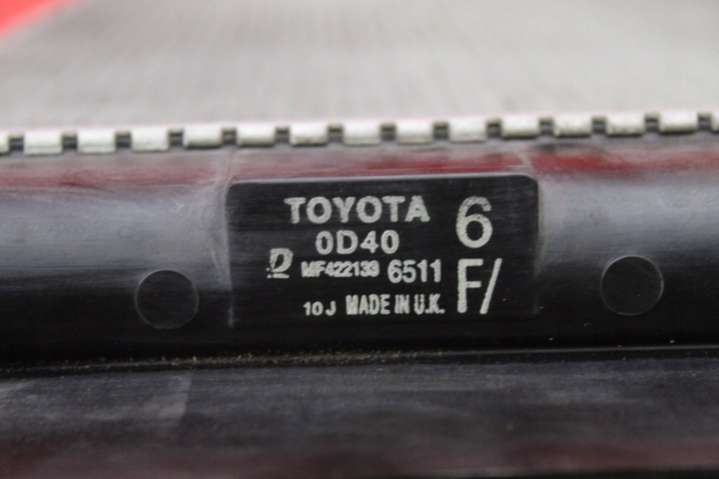 TOYOTA 6
0D40
MF422133 6511 F/
10J MADE IN U.K.